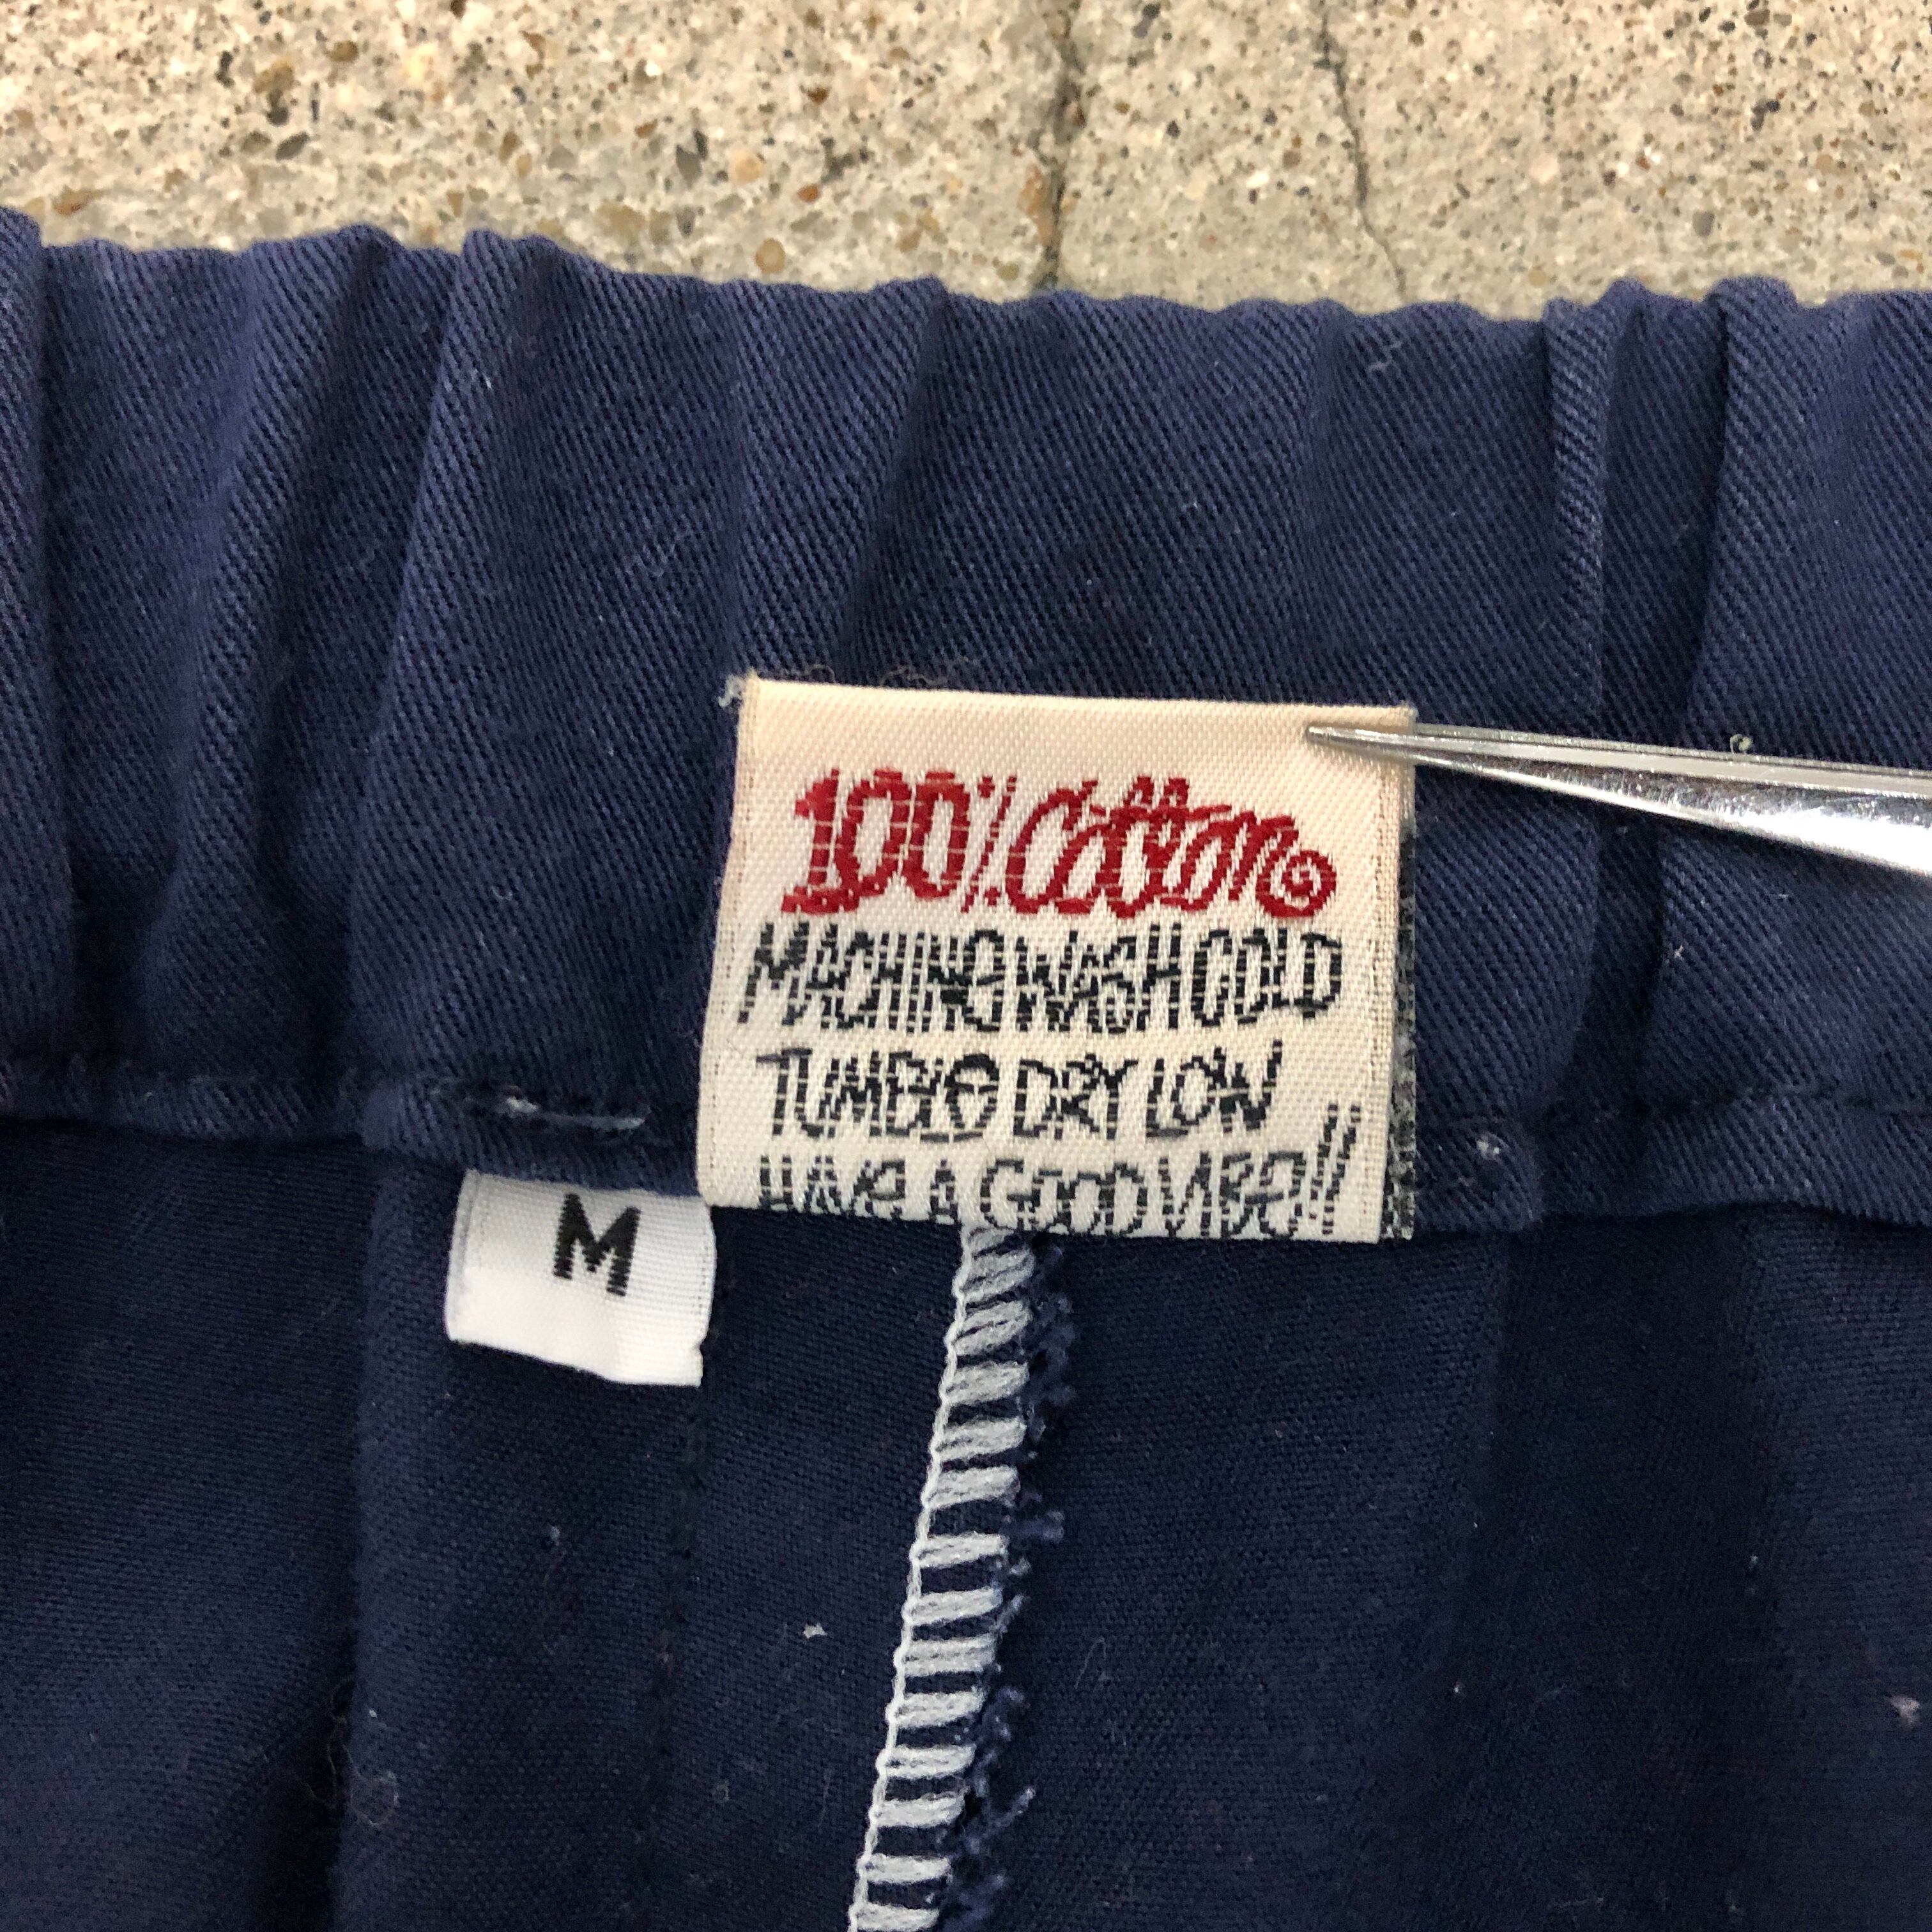 100% Cotton
MACHINE WASH COLD
TUMBLE DRY LOW
HAVE A GOOD VIBE!!
M